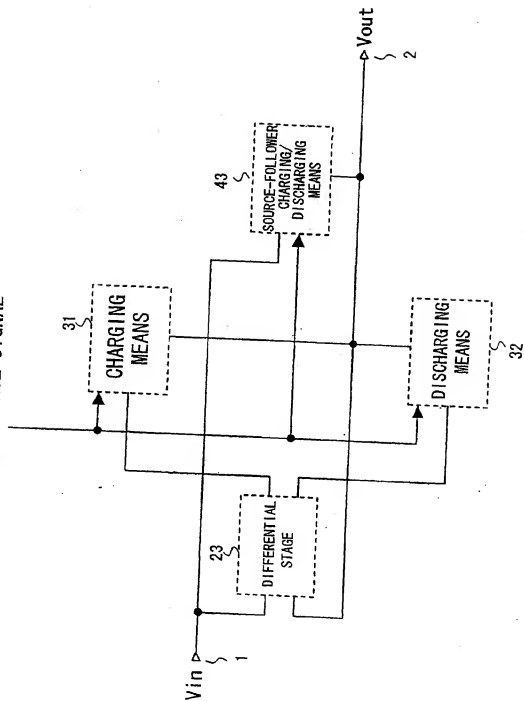 31
CHARGING
MEANS
43
SOURCE-FOLLOWER
CHARGING/
DISCHARGING
MEANS
Vin
1
23
DIFFERENTIAL
STAGE
Vout
2
DISCHARGING
MEANS
32